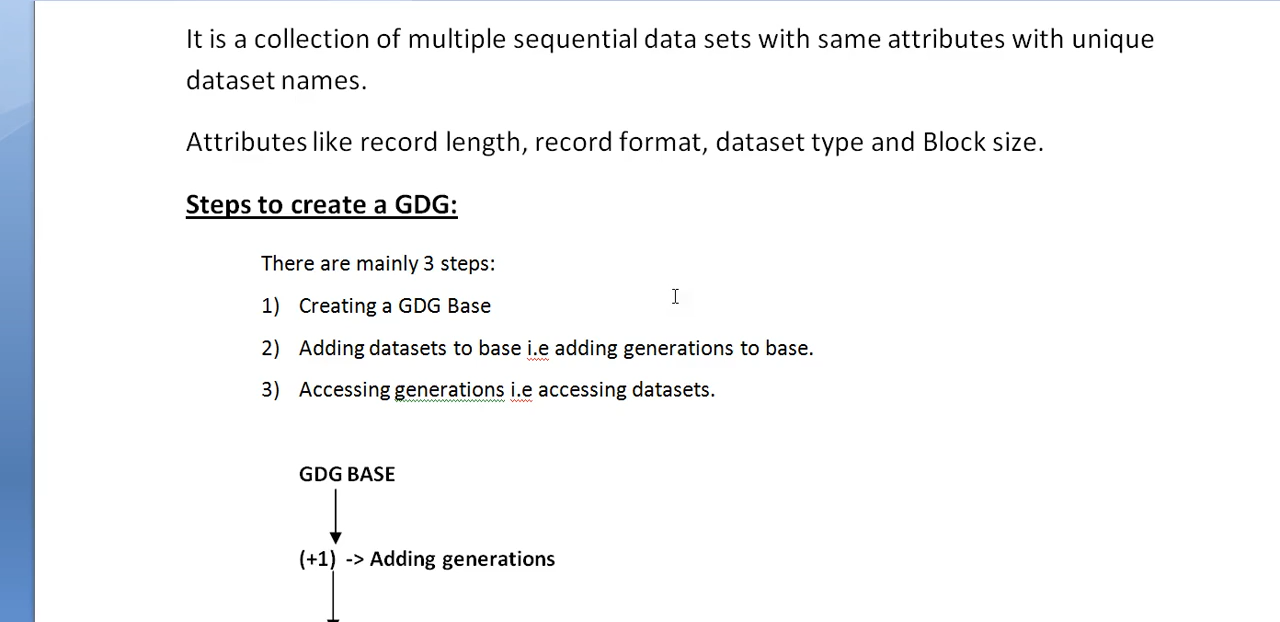 It is a collection of multiple sequential data sets with same attributes with unique
dataset names.
Attributes like record length, record format, dataset type and Block size.
Steps to create a GDG:
There are mainly 3 steps:
1) Creating a GDG Base
2) Adding datasets to base i.e adding generations to base.
3) Accessing generations i.e accessing datasets.
GDG BASE
(+1) -> Adding generations